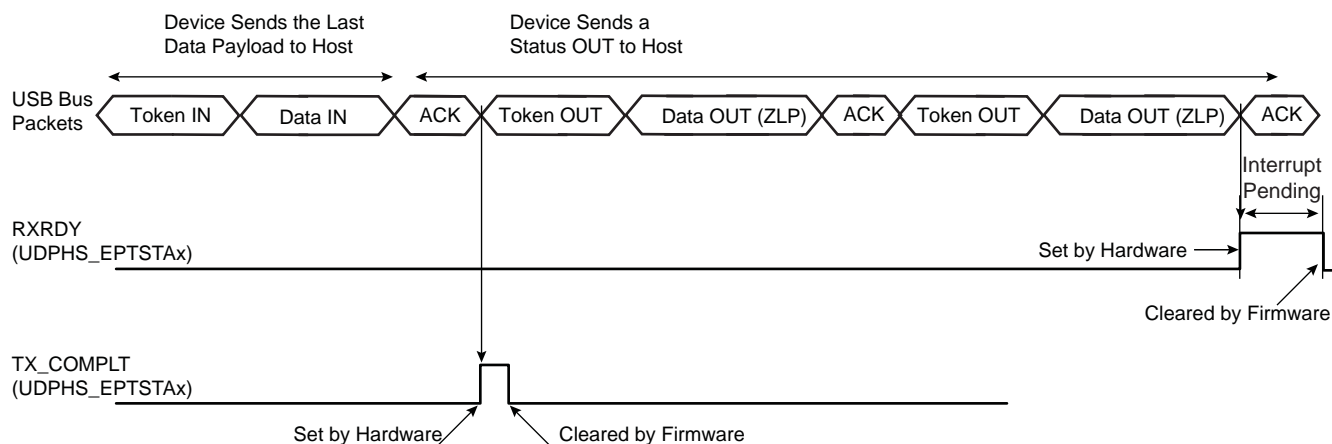 Device Sends the Last
Data Payload to Host
Device Sends a
Status OUT to Host
USB Bus
Packets
Token IN
Data IN
ACK
Token OUT
Data OUT (ZLP)
ACK
Token OUT
Data OUT (ZLP)
ACK
Interrupt
Pending
RXRDY
(UDPHS_EPTSTAx)
Set by Hardware
Cleared by Firmware
TX_COMPLT
(UDPHS_EPTSTAx)
Set by Hardware
Cleared by Firmware